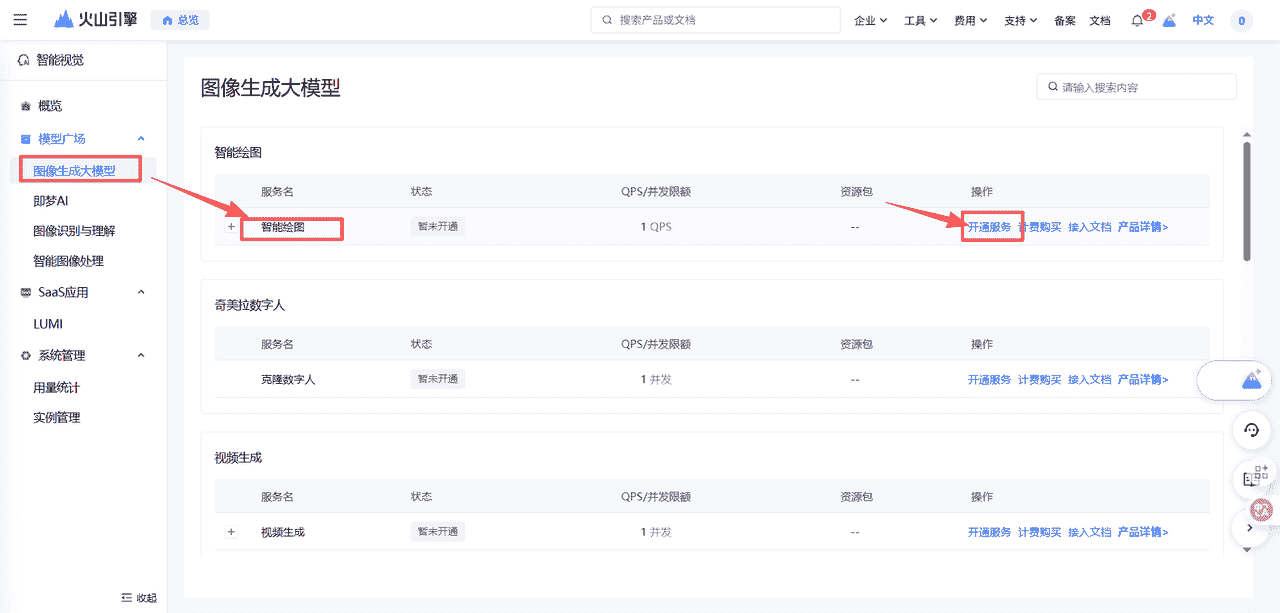 火山引擎 总览 搜索产品或文档 企业 工具 费用 支持 备案 文档 2 中文 0
智能视觉
概览
模型广场
图像生成大模型
即梦AI
图像识别与理解
智能图像处理
SaaS应用
LUMI
系统管理
用量统计
实例管理
收起
图像生成大模型 请输入搜索内容
智能绘图
服务名 状态 QPS/并发限额 资源包 操作
+ 智能绘图 暂未开通 1 QPS -- 开通服务 计费购买 接入文档 产品详情>
奇美拉数字人
服务名 状态 QPS/并发限额 资源包 操作
克隆数字人 暂未开通 1 并发 -- 开通服务 计费购买 接入文档 产品详情>
视频生成
服务名 状态 QPS/并发限额 资源包 操作
+ 视频生成 暂未开通 1 并发 -- 开通服务 计费购买 接入文档 产品详情>